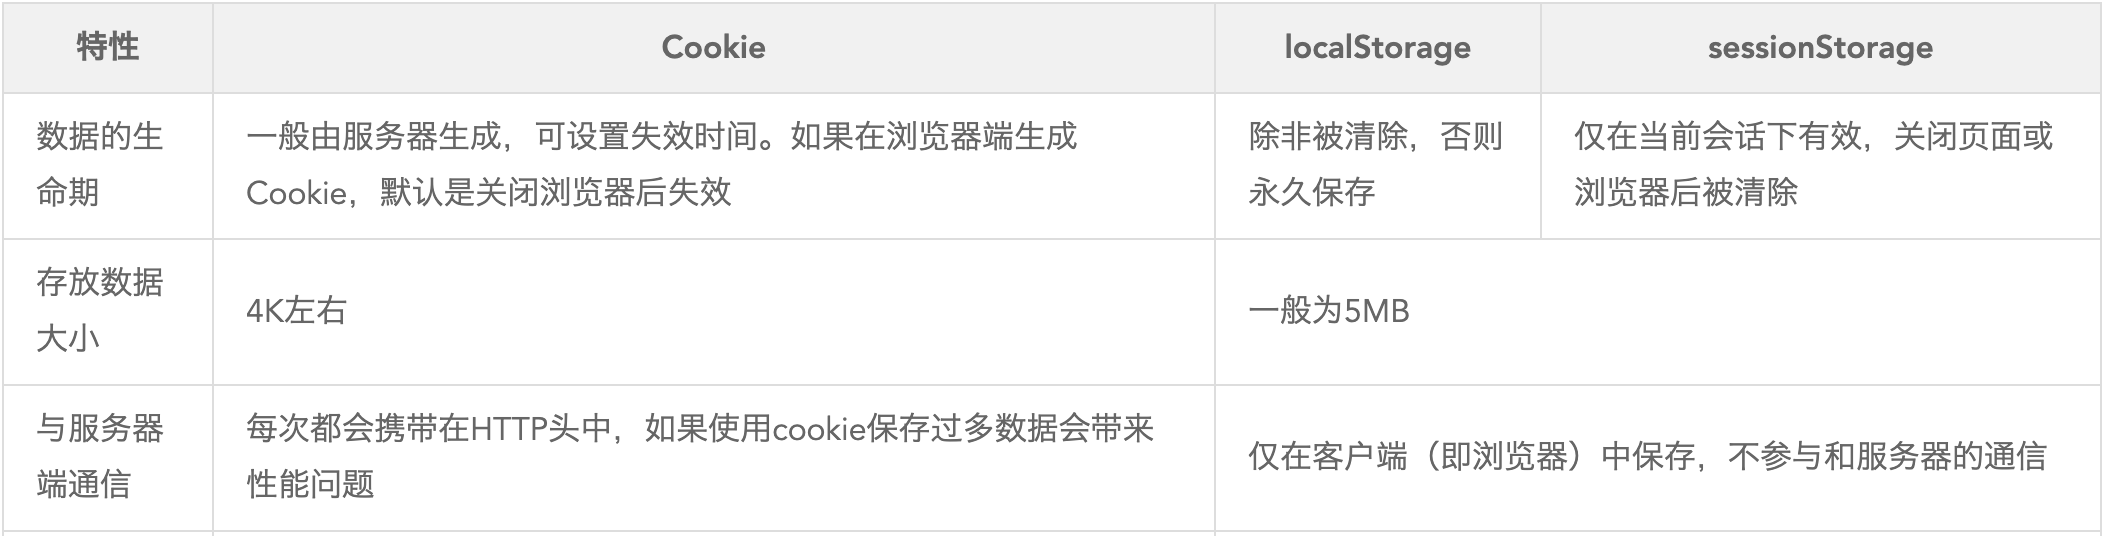 特性
Cookie
localStorage
sessionStorage
数据的生
命期
一般由服务器生成，可设置失效时间。如果在浏览器端生成
Cookie，默认是关闭浏览器后失效
除非被清除，否则
永久保存
仅在当前会话下有效，关闭页面或
浏览器后被清除
存放数据
大小
4K左右
一般为5MB
与服务器
端通信
每次都会携带在HTTP头中，如果使用cookie保存过多数据会带来
性能问题
仅在客户端（即浏览器）中保存，不参与和服务器的通信